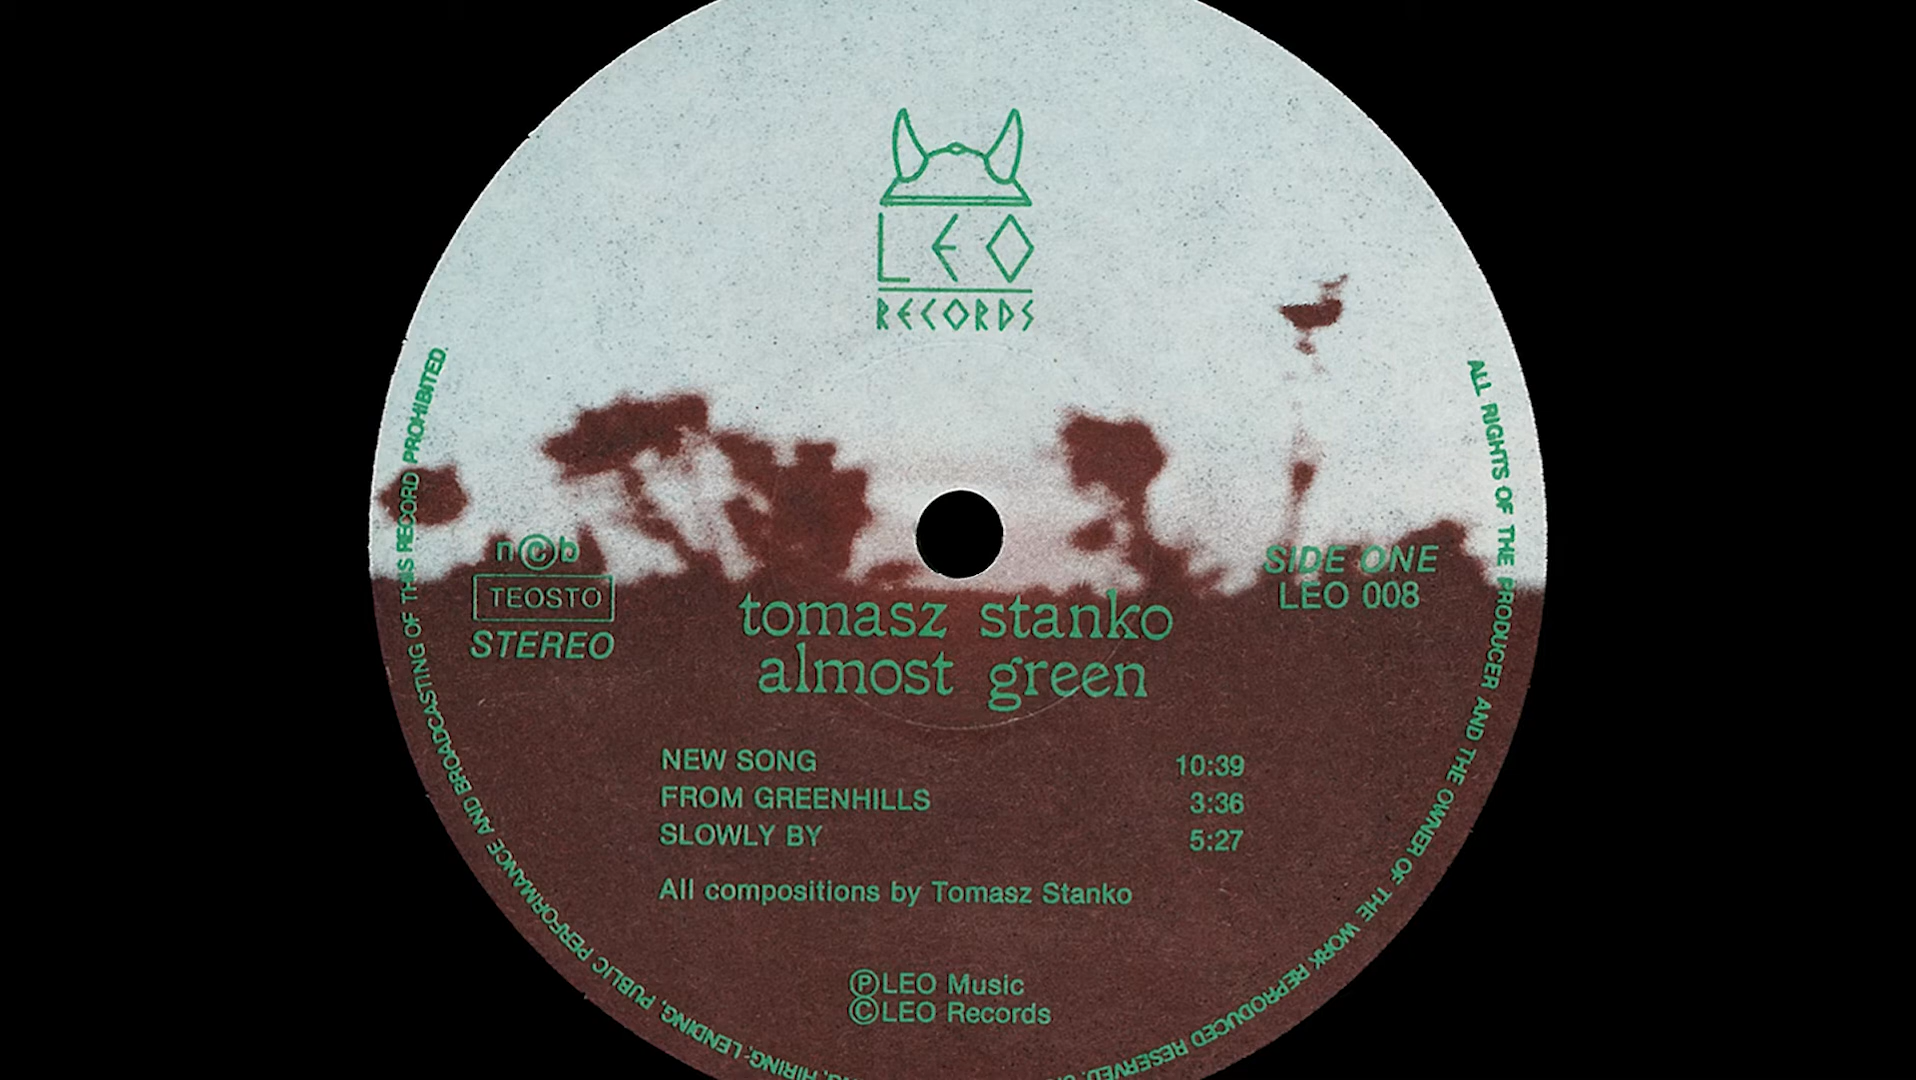 LEO
RECORDS
n©b
TEOSTO
STEREO
SIDE ONE
LEO 008
tomasz stanko
almost green
NEW SONG 10:39
FROM GREENHILLS 3:36
SLOWLY BY 5:27
All compositions by Tomasz Stanko
ⓅLEO Music
©LEO Records
ALL RIGHTS OF THE PRODUCER AND THE OWNER OF THE WORK REPRODUCED RESERVED.
HIRING, LENDING, PUBLIC PERFORMANCE AND BROADCASTING OF THIS RECORD PROHIBITED.